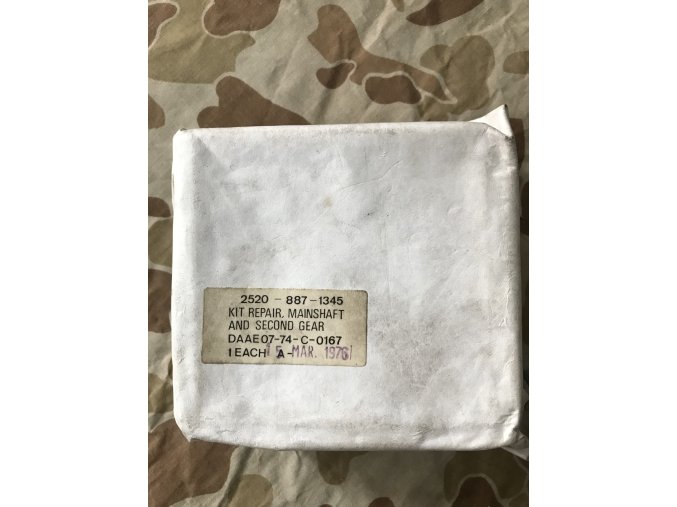 2520 - 887-1345
KIT REPAIR, MAINSHAFT
AND SECOND GEAR
DAAE07-74-C-0167
1 EACH A- MAR. 1976